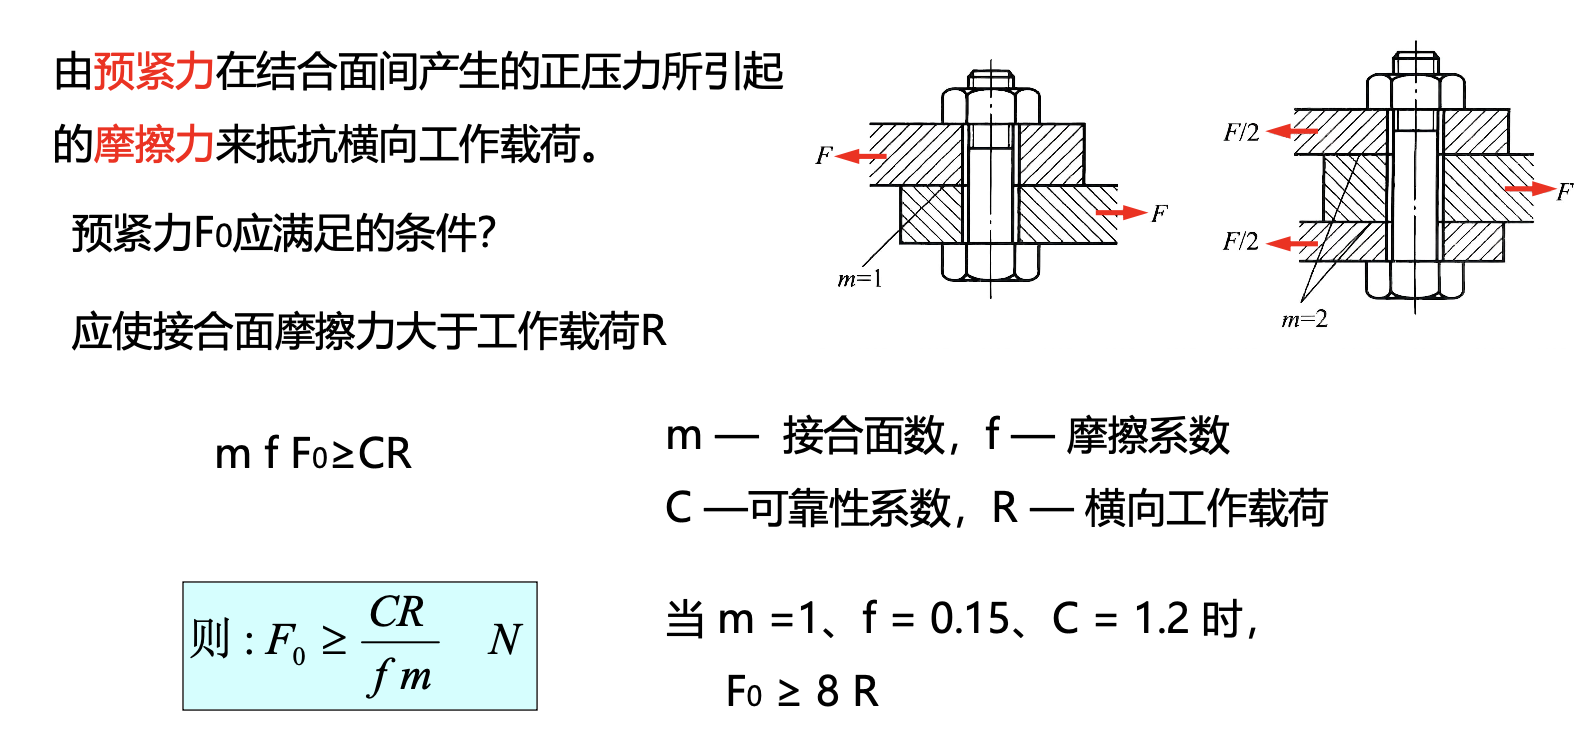 由预紧力在结合面间产生的正压力所引起
的摩擦力来抵抗横向工作载荷。
预紧力F0应满足的条件?
应使接合面摩擦力大于工作载荷R
F
F
m=1
F/2
F
F/2
m=2
m f F0≥CR
m — 接合面数，f — 摩擦系数
C —可靠性系数，R — 横向工作载荷
则 : F0 ≥ CR / f m N
当 m =1、f = 0.15、C = 1.2 时，
F0 ≥ 8 R